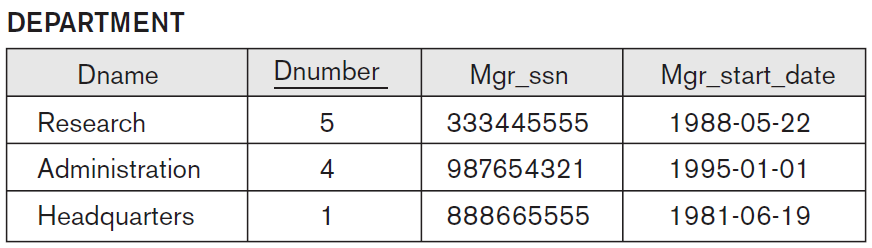 DEPARTMENT
Dname Dnumber Mgr_ssn Mgr_start_date
Research 5 333445555 1988-05-22
Administration 4 987654321 1995-01-01
Headquarters 1 888665555 1981-06-19